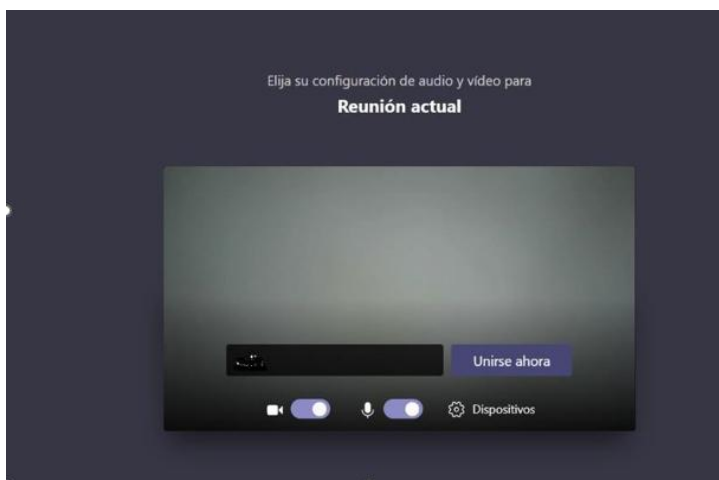 Elija su configuración de audio y vídeo para
Reunión actual
Unirse ahora
Dispositivos